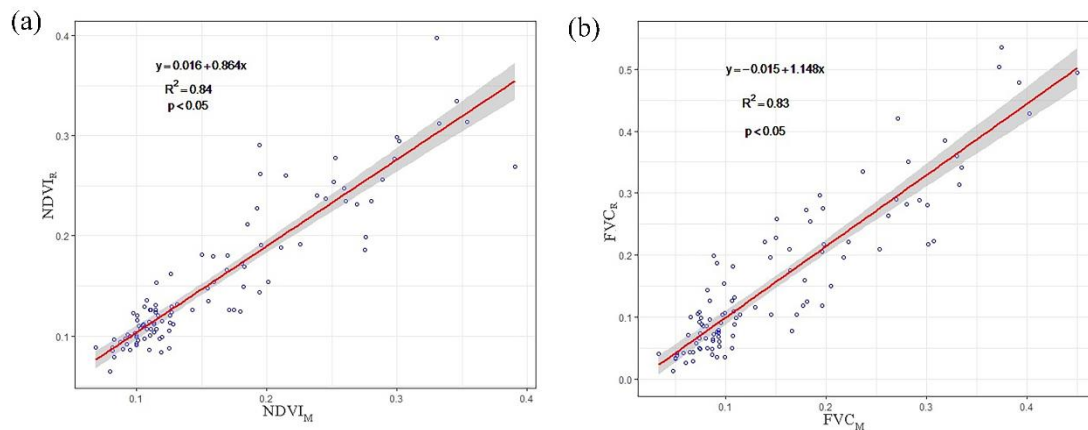 (a)
y=0.016+0.864x
R²=0.84
p<0.05
NDVI_R
0.4
0.3
0.2
0.1
0.1 0.2 0.3 0.4
NDVI_M
(b)
y=−0.015+1.148x
R²=0.83
p<0.05
FVC_R
0.5
0.4
0.3
0.2
0.1
0.0
0.1 0.2 0.3 0.4
FVC_M